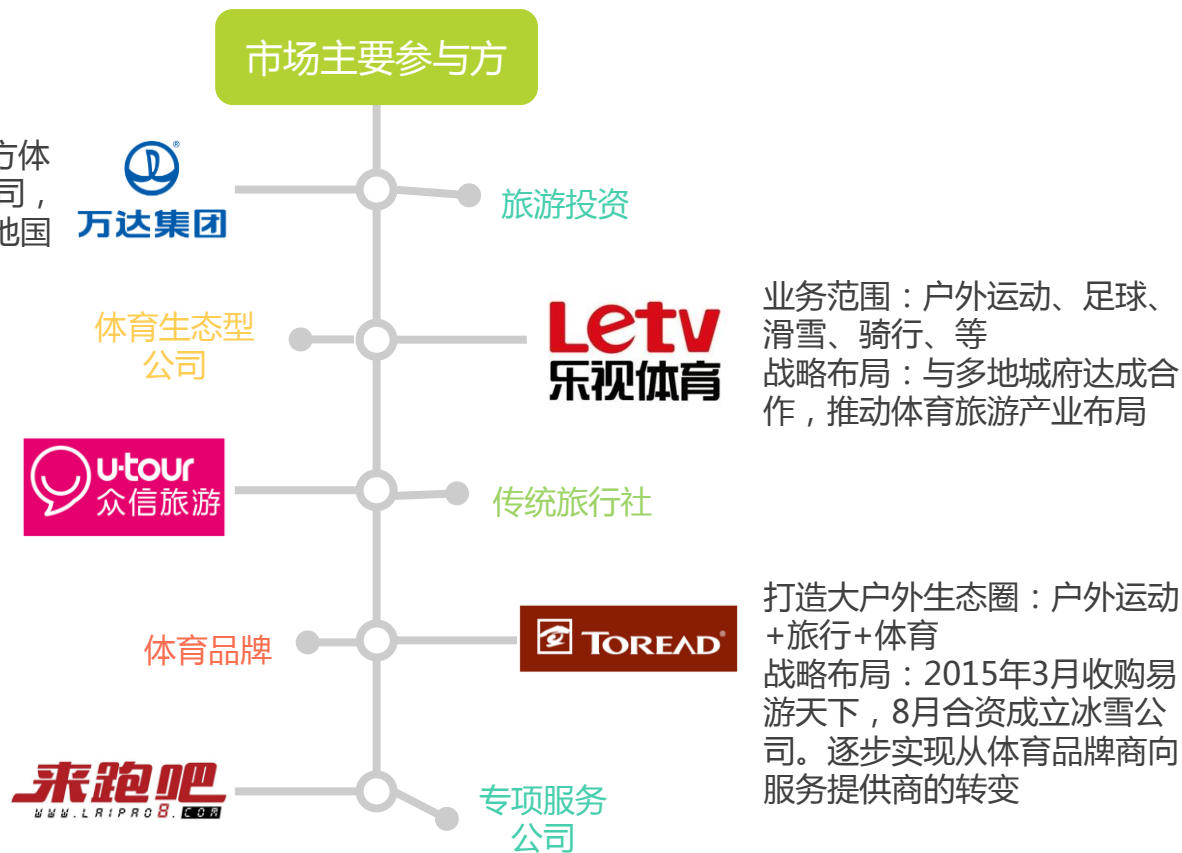 市场主要参与方
方体
司，
地国
万达集团
旅游投资
体育生态型
公司
Letv
乐视体育
业务范围：户外运动、足球、
滑雪、骑行、等
战略布局：与多地城府达成合
作，推动体育旅游产业布局
u·tour
众信旅游
传统旅行社
体育品牌
TOREAD
打造大户外生态圈：户外运动
+旅行+体育
战略布局：2015年3月收购易
游天下，8月合资成立冰雪公
司。逐步实现从体育品牌商向
服务提供商的转变
来跑吧
WWW.LAIPAO8.COM
专项服务
公司